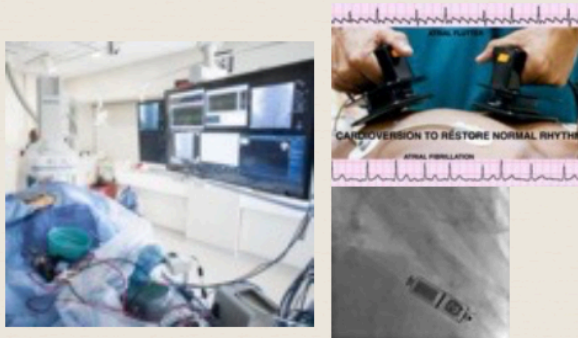 ATRIAL FLUTTER
CARDIOVERSION TO RESTORE NORMAL RHYTHM
ATRIAL FIBRILLATION